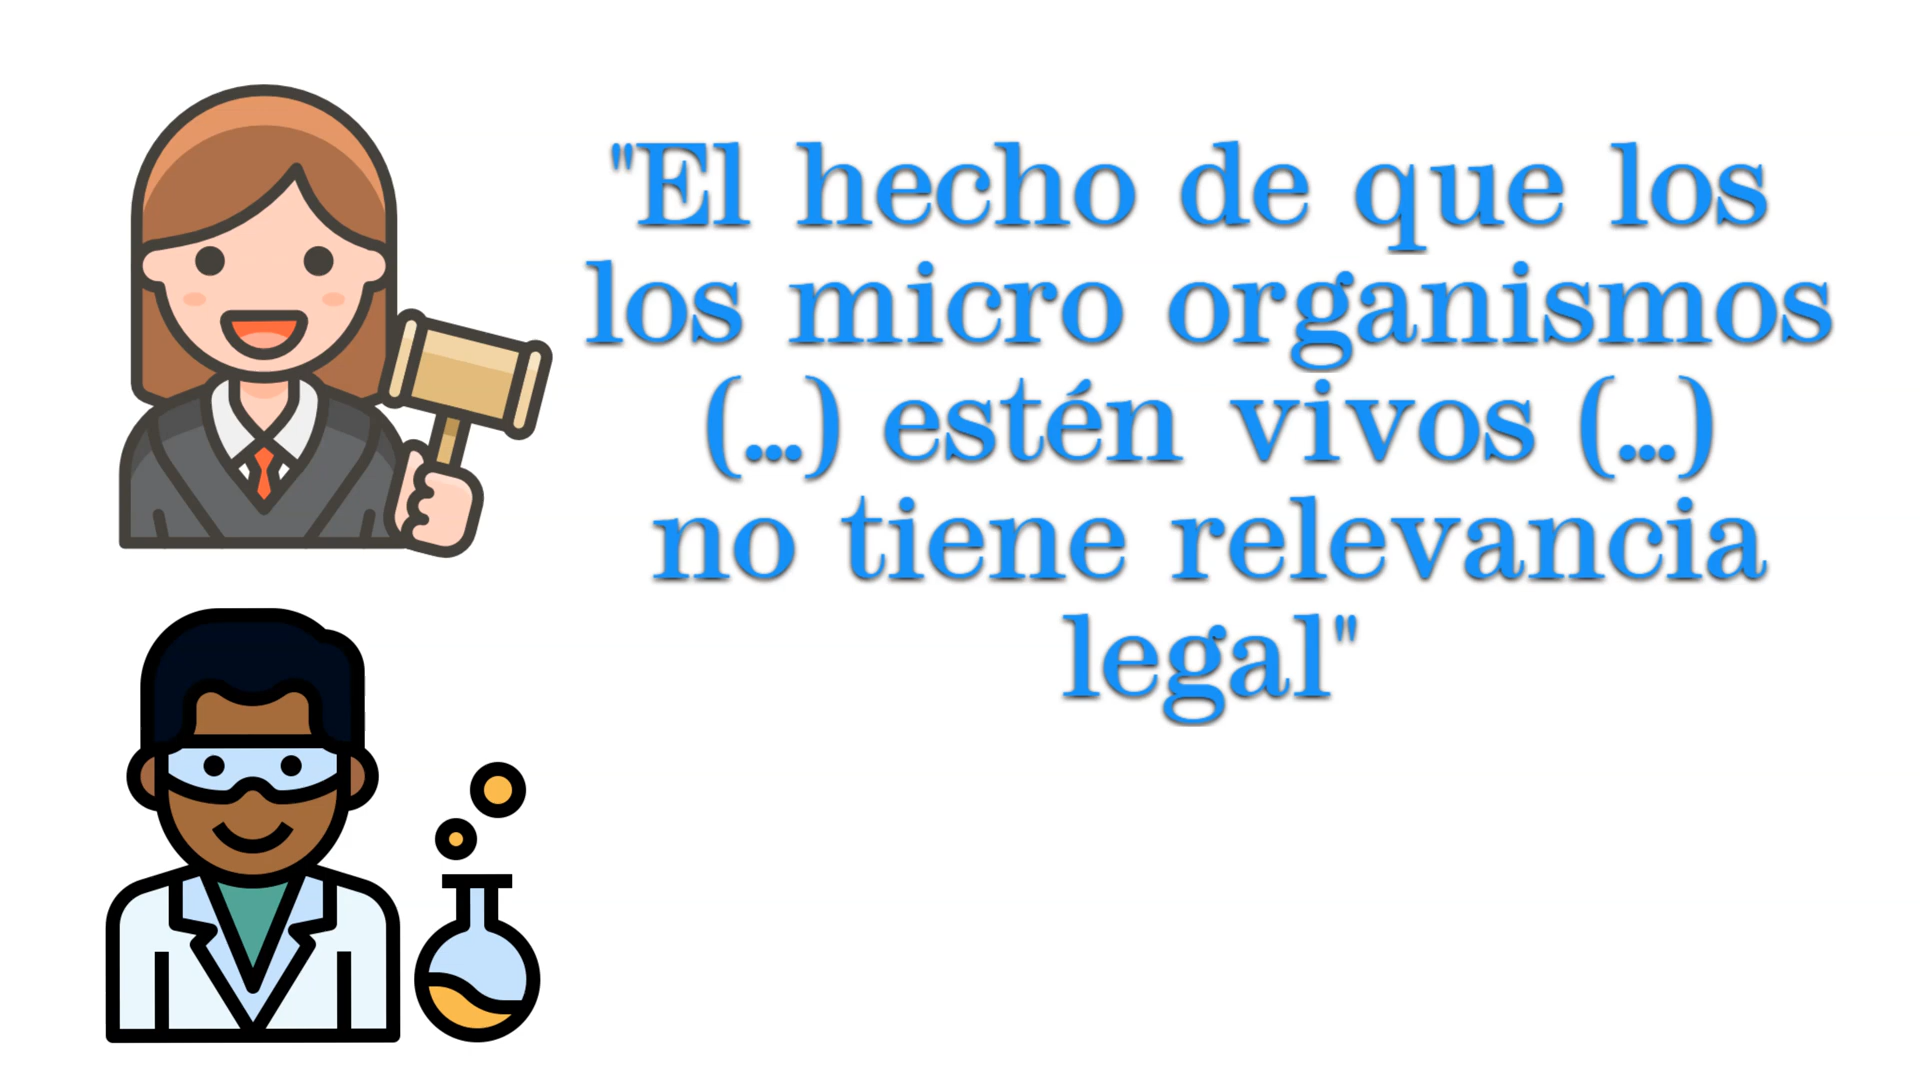 "El hecho de que los
los micro organismos
(...) estén vivos (...)
no tiene relevancia
legal"